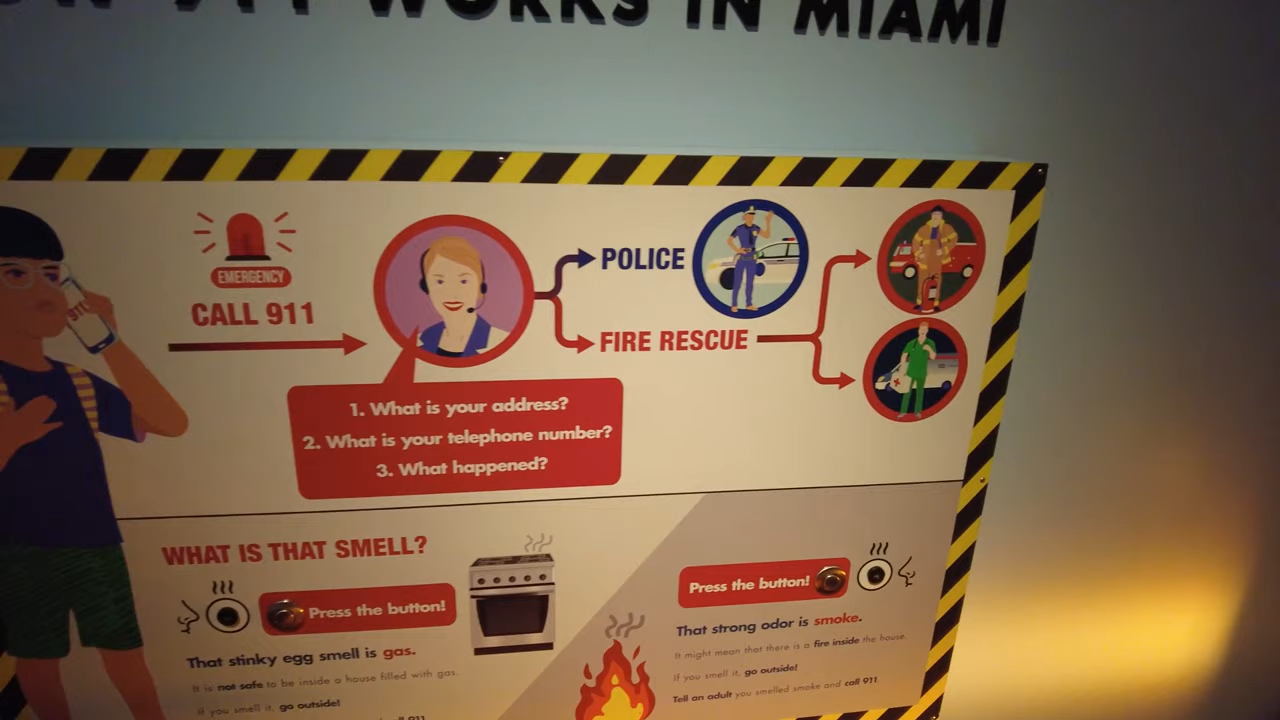 911 WORKS IN MIAMI
EMERGENCY
CALL 911
911
POLICE
FIRE RESCUE
1. What is your address?
2. What is your telephone number?
3. What happened?
WHAT IS THAT SMELL?
Press the button!
That stinky egg smell is gas.
It is not safe to be inside a house filled with gas.
If you smell it, go outside!
call 911
Press the button!
That strong odor is smoke.
It might mean that there is a fire inside the house.
If you smell it, go outside!
Tell an adult you smelled smoke and call 911